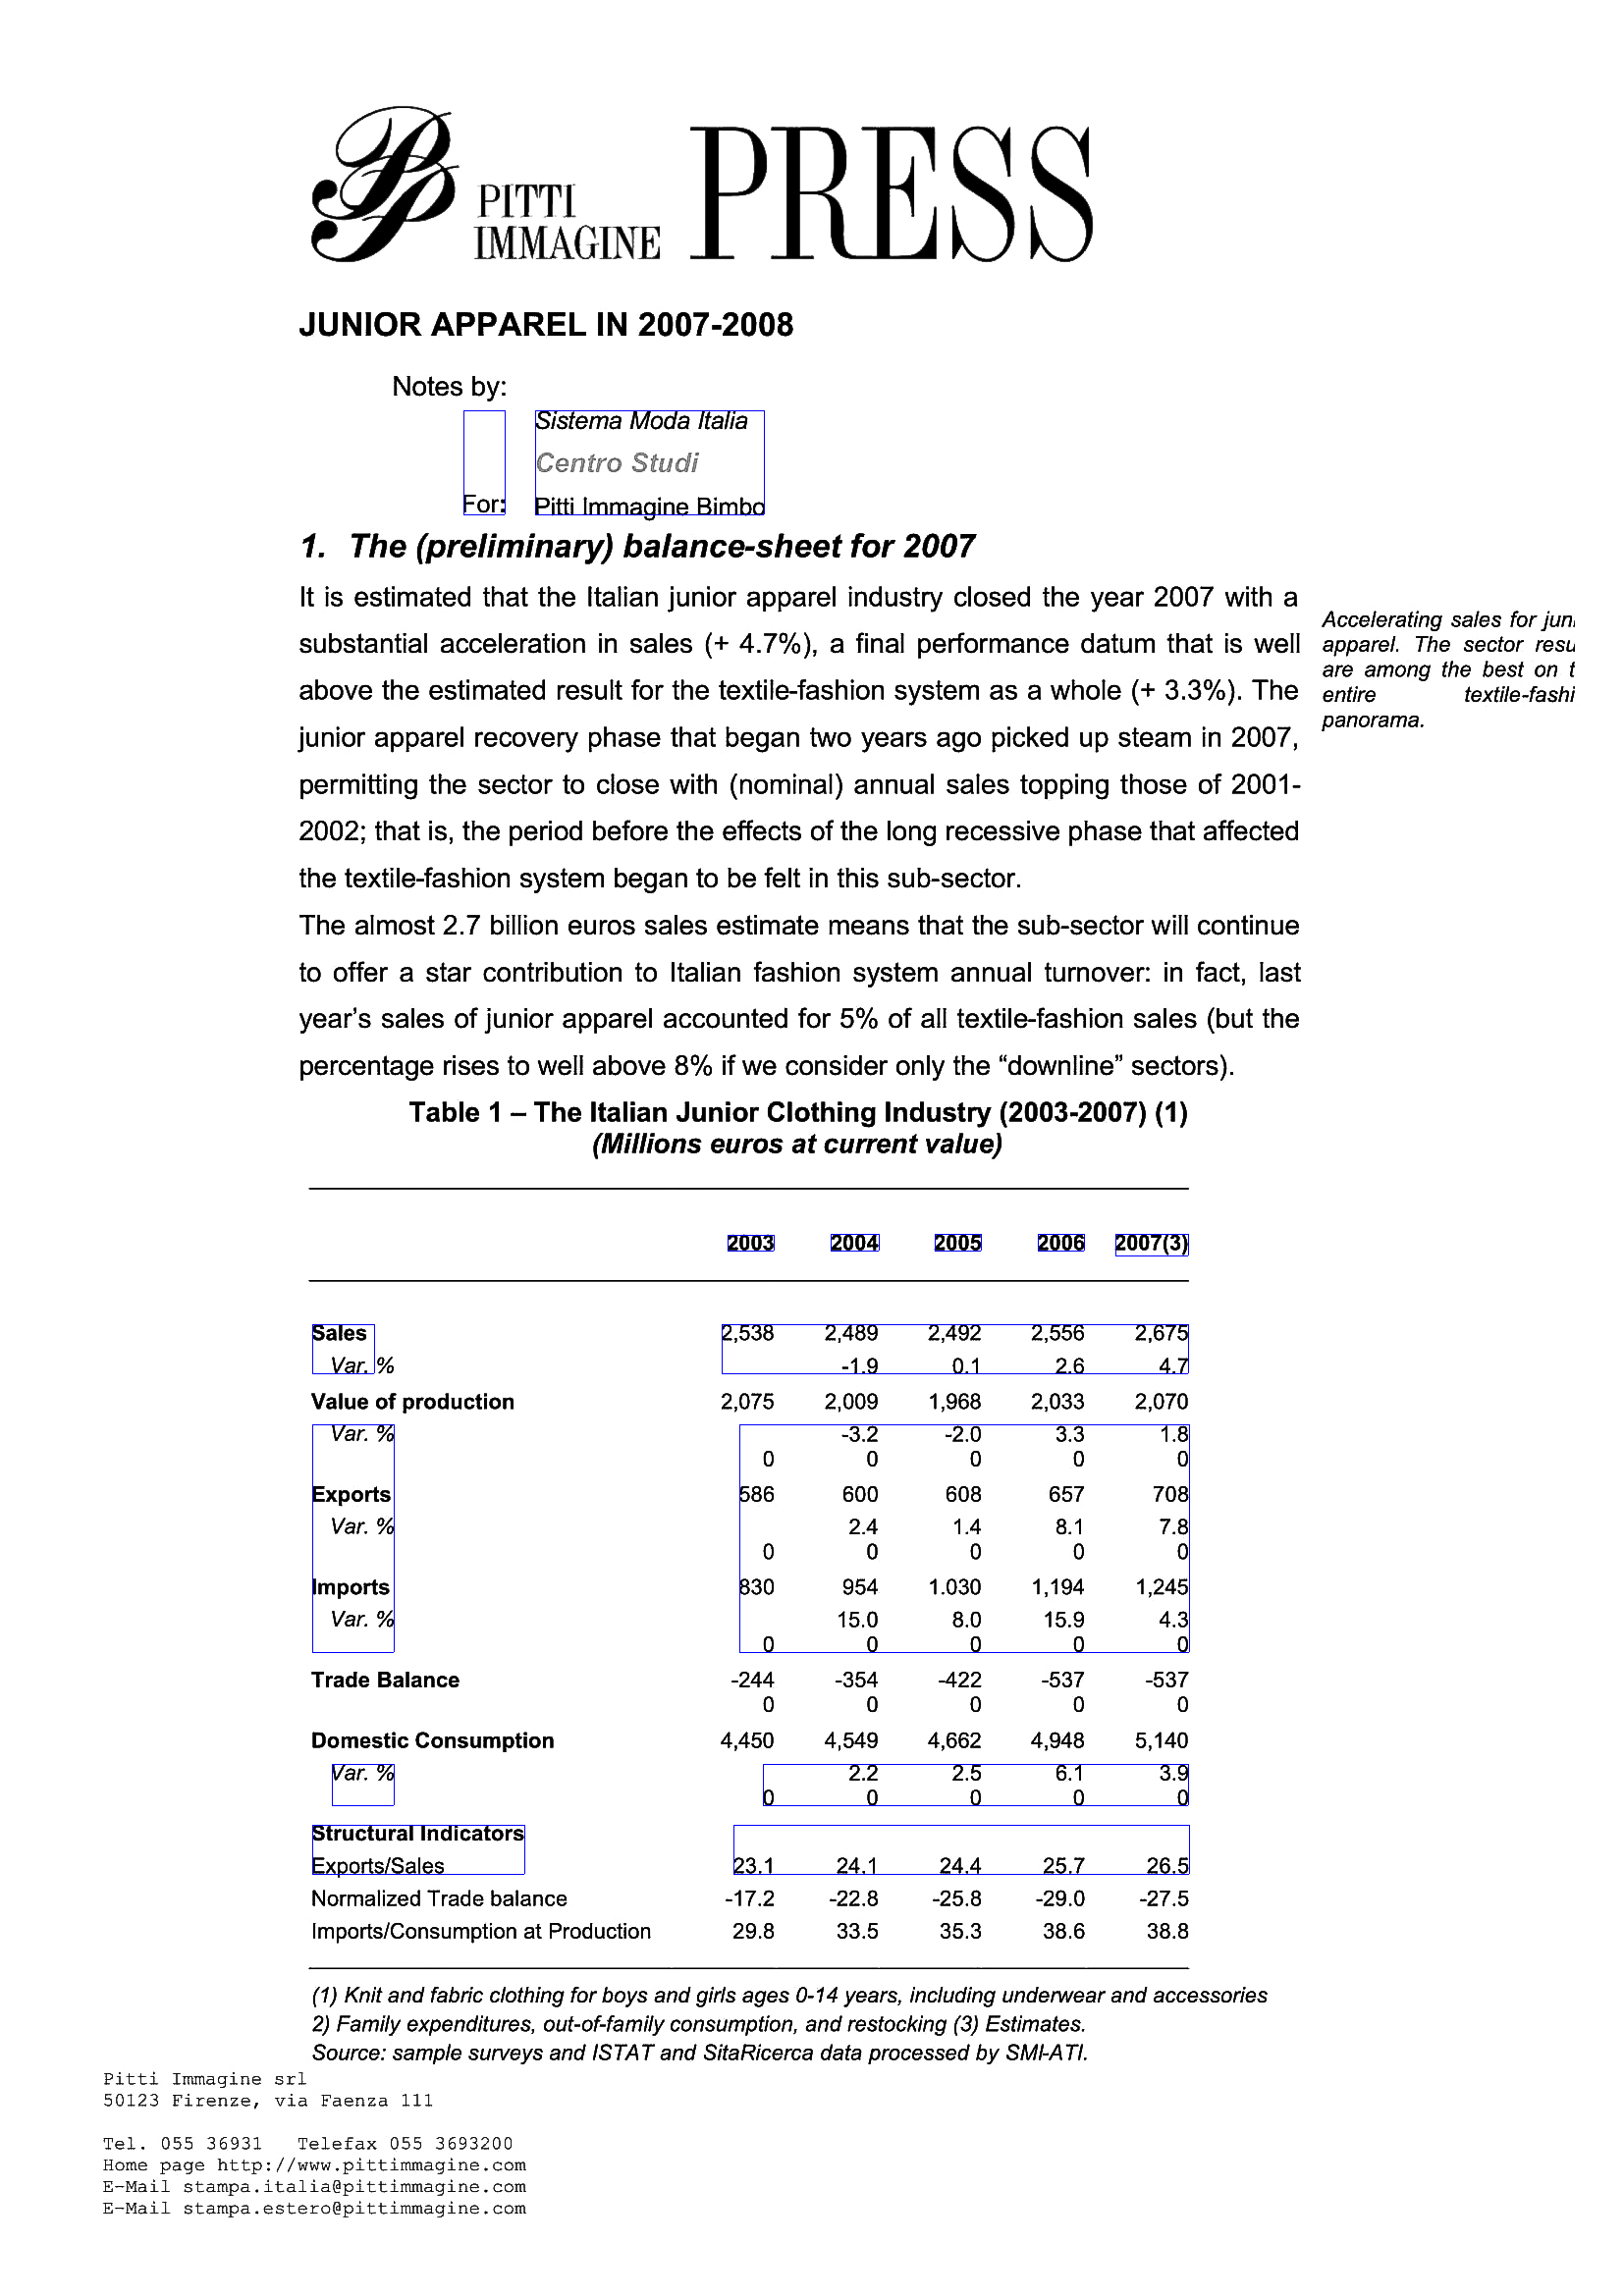 PITTI
IMMAGINE PRESS
JUNIOR APPAREL IN 2007-2008
Notes by:
Sistema Moda Italia
Centro Studi
For: Pitti Immagine Bimbo
1. The (preliminary) balance-sheet for 2007
It is estimated that the Italian junior apparel industry closed the year 2007 with a
substantial acceleration in sales (+ 4.7%), a final performance datum that is well
above the estimated result for the textile-fashion system as a whole (+ 3.3%). The
junior apparel recovery phase that began two years ago picked up steam in 2007,
permitting the sector to close with (nominal) annual sales topping those of 2001-
2002; that is, the period before the effects of the long recessive phase that affected
the textile-fashion system began to be felt in this sub-sector.
Accelerating sales for
apparel. The sector
are among the best on
entire
panorama.
The almost 2.7 billion euros sales estimate means that the sub-sector will continue
to offer a star contribution to Italian fashion system annual turnover: in fact, last
year's sales of junior apparel accounted for 5% of all textile-fashion sales (but the
percentage rises to well above 8% if we consider only the “downline” sectors).
Table 1 – The Italian Junior Clothing Industry (2003-2007) (1)
(Millions euros at current value)
2003 2004 2005 2006 2007(3)
Sales 2,538 2,489 2,492 2,556 2,675
Var. % -1.9 0.1 2.6 4.7
Value of production 2,075 2,009 1,968 2,033 2,070
Var. % -3.2 -2.0 3.3 1.8
0 0 0 0 0
Exports 586 600 608 657 708
Var. % 2.4 1.4 8.1 7.8
0 0 0 0 0
Imports 830 954 1.030 1,194 1,245
Var. % 15.0 8.0 15.9 4.3
0 0 0 0 0
Trade Balance -244 -354 -422 -537 -537
0 0 0 0 0
Domestic Consumption 4,450 4,549 4,662 4,948 5,140
Var. % 2.2 2.5 6.1 3.9
0 0 0 0 0
Structural Indicators
Exports/Sales 23.1 24.1 24.4 25.7 26.5
Normalized Trade balance -17.2 -22.8 -25.8 -29.0 -27.5
Imports/Consumption at Production 29.8 33.5 35.3 38.6 38.8
(1) Knit and fabric clothing for boys and girls ages 0-14 years, including underwear and accessories
2) Family expenditures, out-of-family consumption, and restocking (3) Estimates.
Source: sample surveys and ISTAT and SitaRicerca data processed by SMI-ATI.
Pitti Immagine srl
50123 Firenze, via Faenza 111
Tel. 055 36931 Telefax 055 3693200
Home page http://www.pittimmagine.com
E-Mail stampa.italia@pittimmagine.com
E-Mail stampa.estero@pittimmagine.com